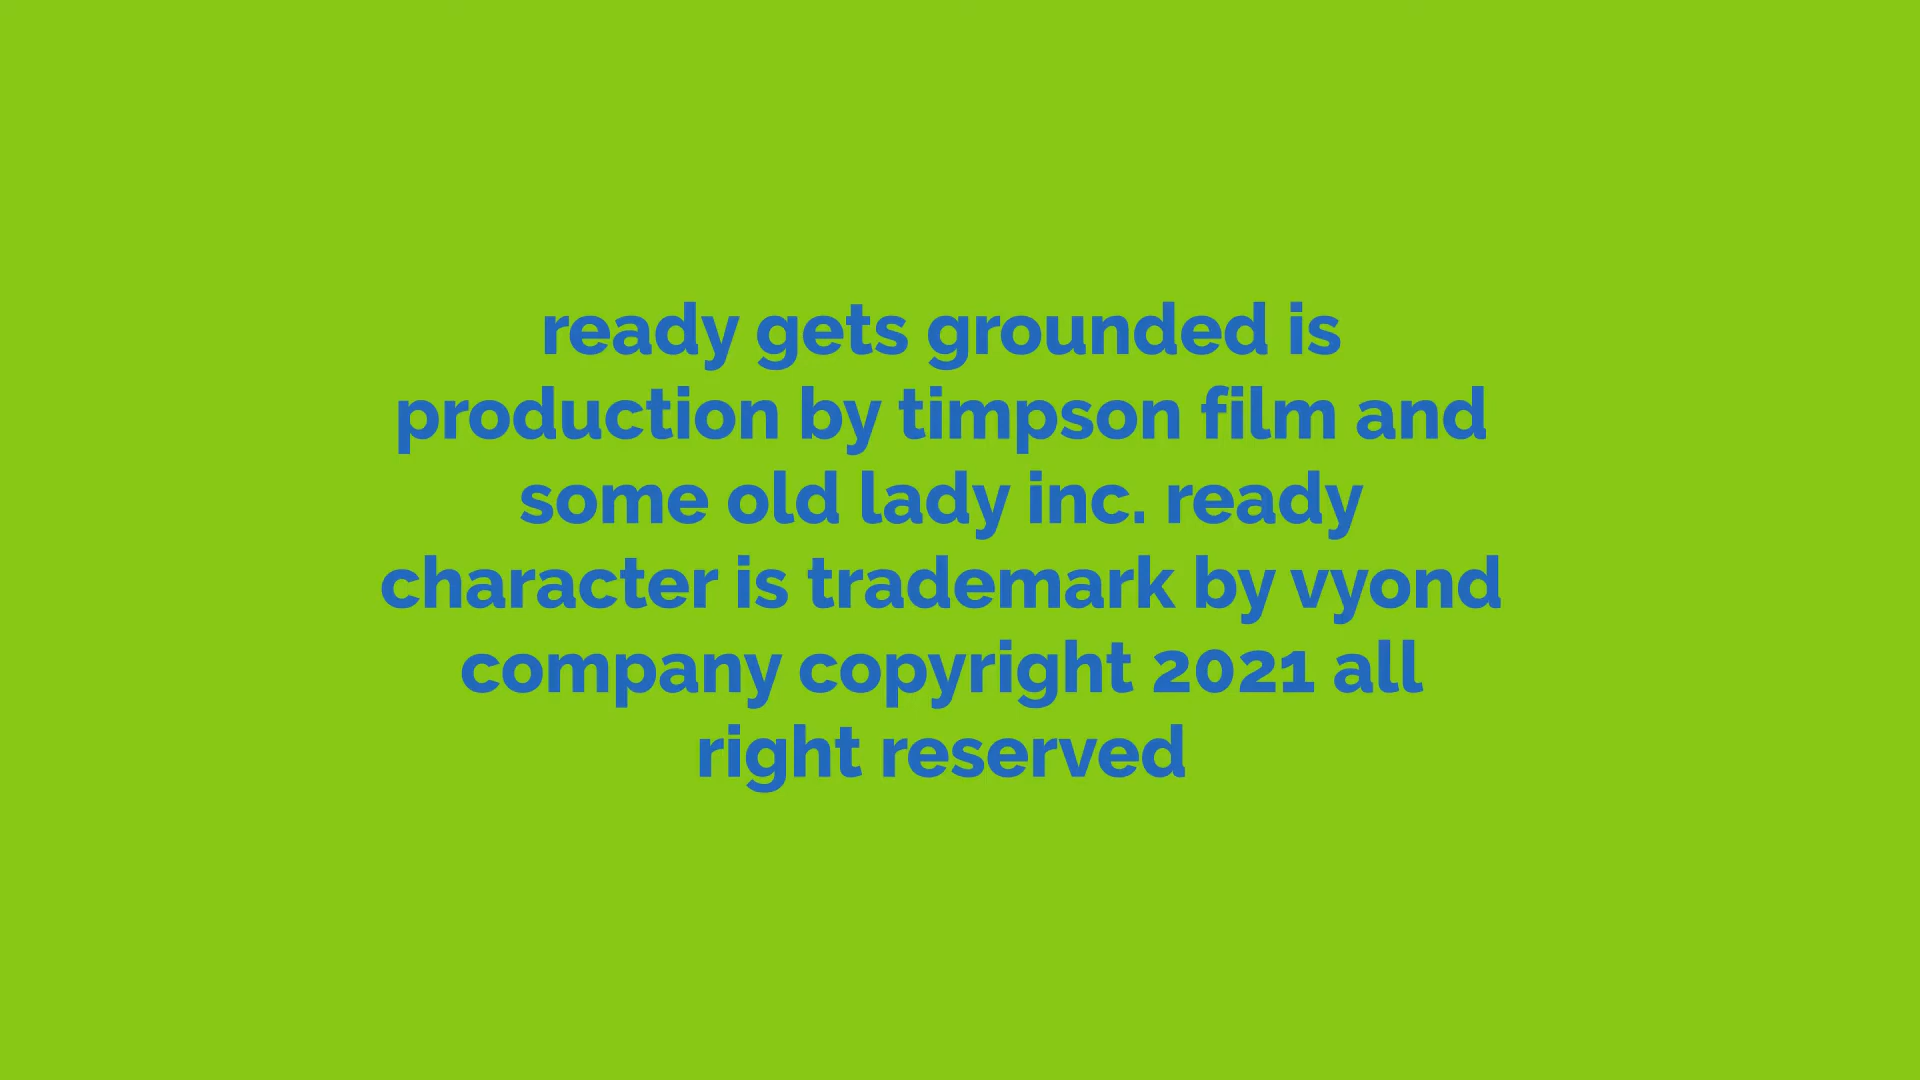 ready gets grounded is
production by timpson film and
some old lady inc. ready
character is trademark by vyond
company copyright 2021 all
right reserved